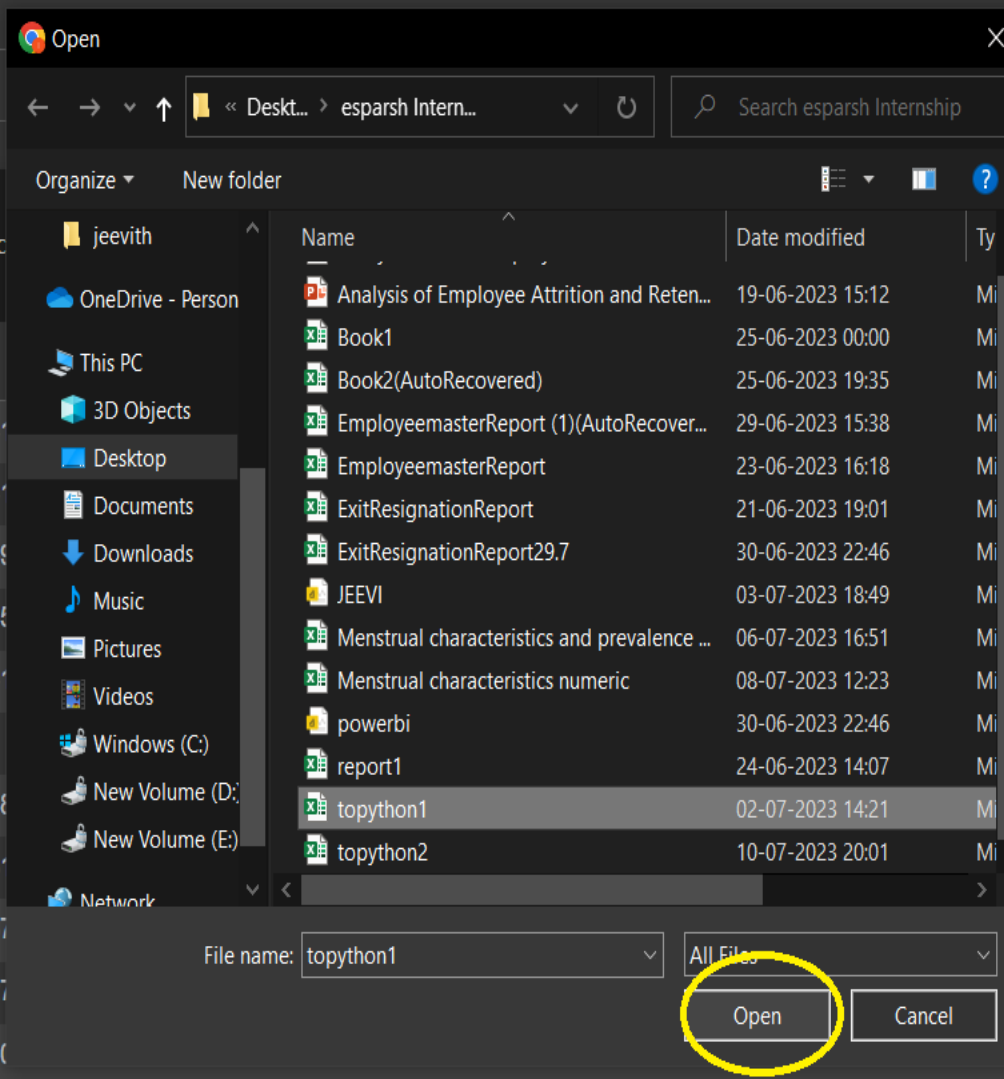 Open
« Deskt... › esparsh Intern...
Search esparsh Internship
Organize
New folder
jeevith
OneDrive - Person
This PC
3D Objects
Desktop
Documents
Downloads
Music
Pictures
Videos
Windows (C:)
New Volume (D:)
New Volume (E:)
Network
Name Date modified Ty
Analysis of Employee Attrition and Reten... 19-06-2023 15:12 Mi
Book1 25-06-2023 00:00 Mi
Book2(AutoRecovered) 25-06-2023 19:35 Mi
EmployeemasterReport (1)(AutoRecover... 29-06-2023 15:38 Mi
EmployeemasterReport 23-06-2023 16:18 Mi
ExitResignationReport 21-06-2023 19:01 Mi
ExitResignationReport29.7 30-06-2023 22:46 Mi
JEEVI 03-07-2023 18:49 Mi
Menstrual characteristics and prevalence ... 06-07-2023 16:51 Mi
Menstrual characteristics numeric 08-07-2023 12:23 Mi
powerbi 30-06-2023 22:46 Mi
report1 24-06-2023 14:07 Mi
topython1 02-07-2023 14:21 Mi
topython2 10-07-2023 20:01 Mi
File name: topython1
All Files
Open
Cancel